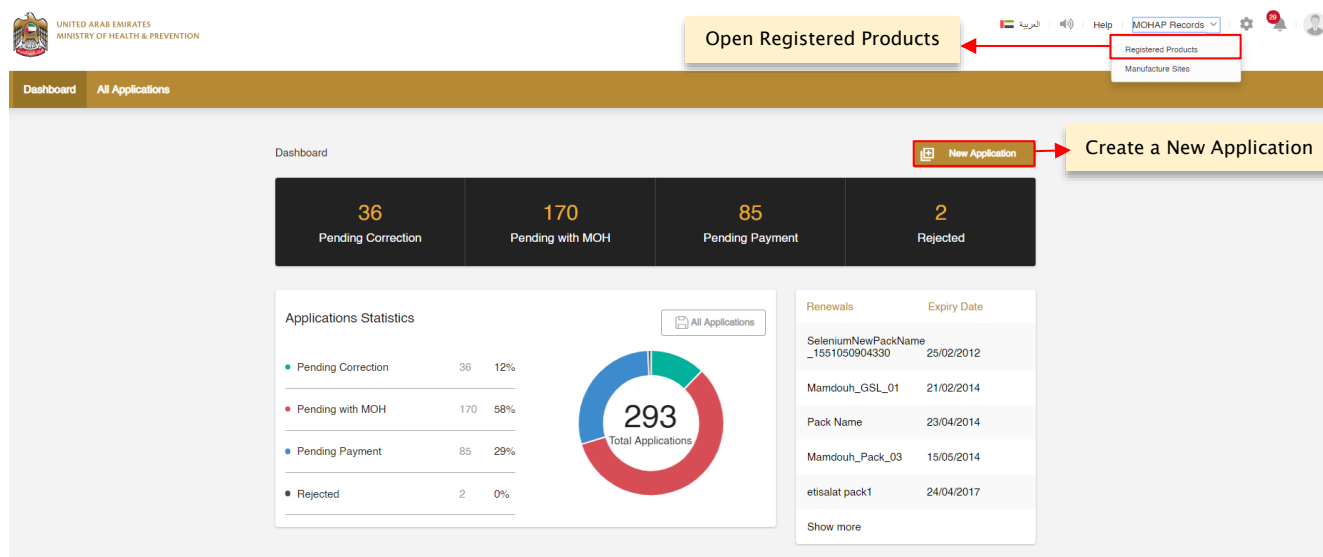 UNITED ARAB EMIRATES
MINISTRY OF HEALTH & PREVENTION
Open Registered Products
العربية
Help
MOHAP Records
29
Registered Products
Manufacture Sites
Dashboard
All Applications
Dashboard
New Application
Create a New Application
36
Pending Correction
170
Pending with MOH
85
Pending Payment
2
Rejected
Applications Statistics
All Applications
Pending Correction 36 12%
Pending with MOH 170 58%
Pending Payment 85 29%
Rejected 2 0%
293
Total Applications
Renewals Expiry Date
SeleniumNewPackName
_1551050904330 25/02/2012
Mamdouh_GSL_01 21/02/2014
Pack Name 23/04/2014
Mamdouh_Pack_03 15/05/2014
etisalat pack1 24/04/2017
Show more